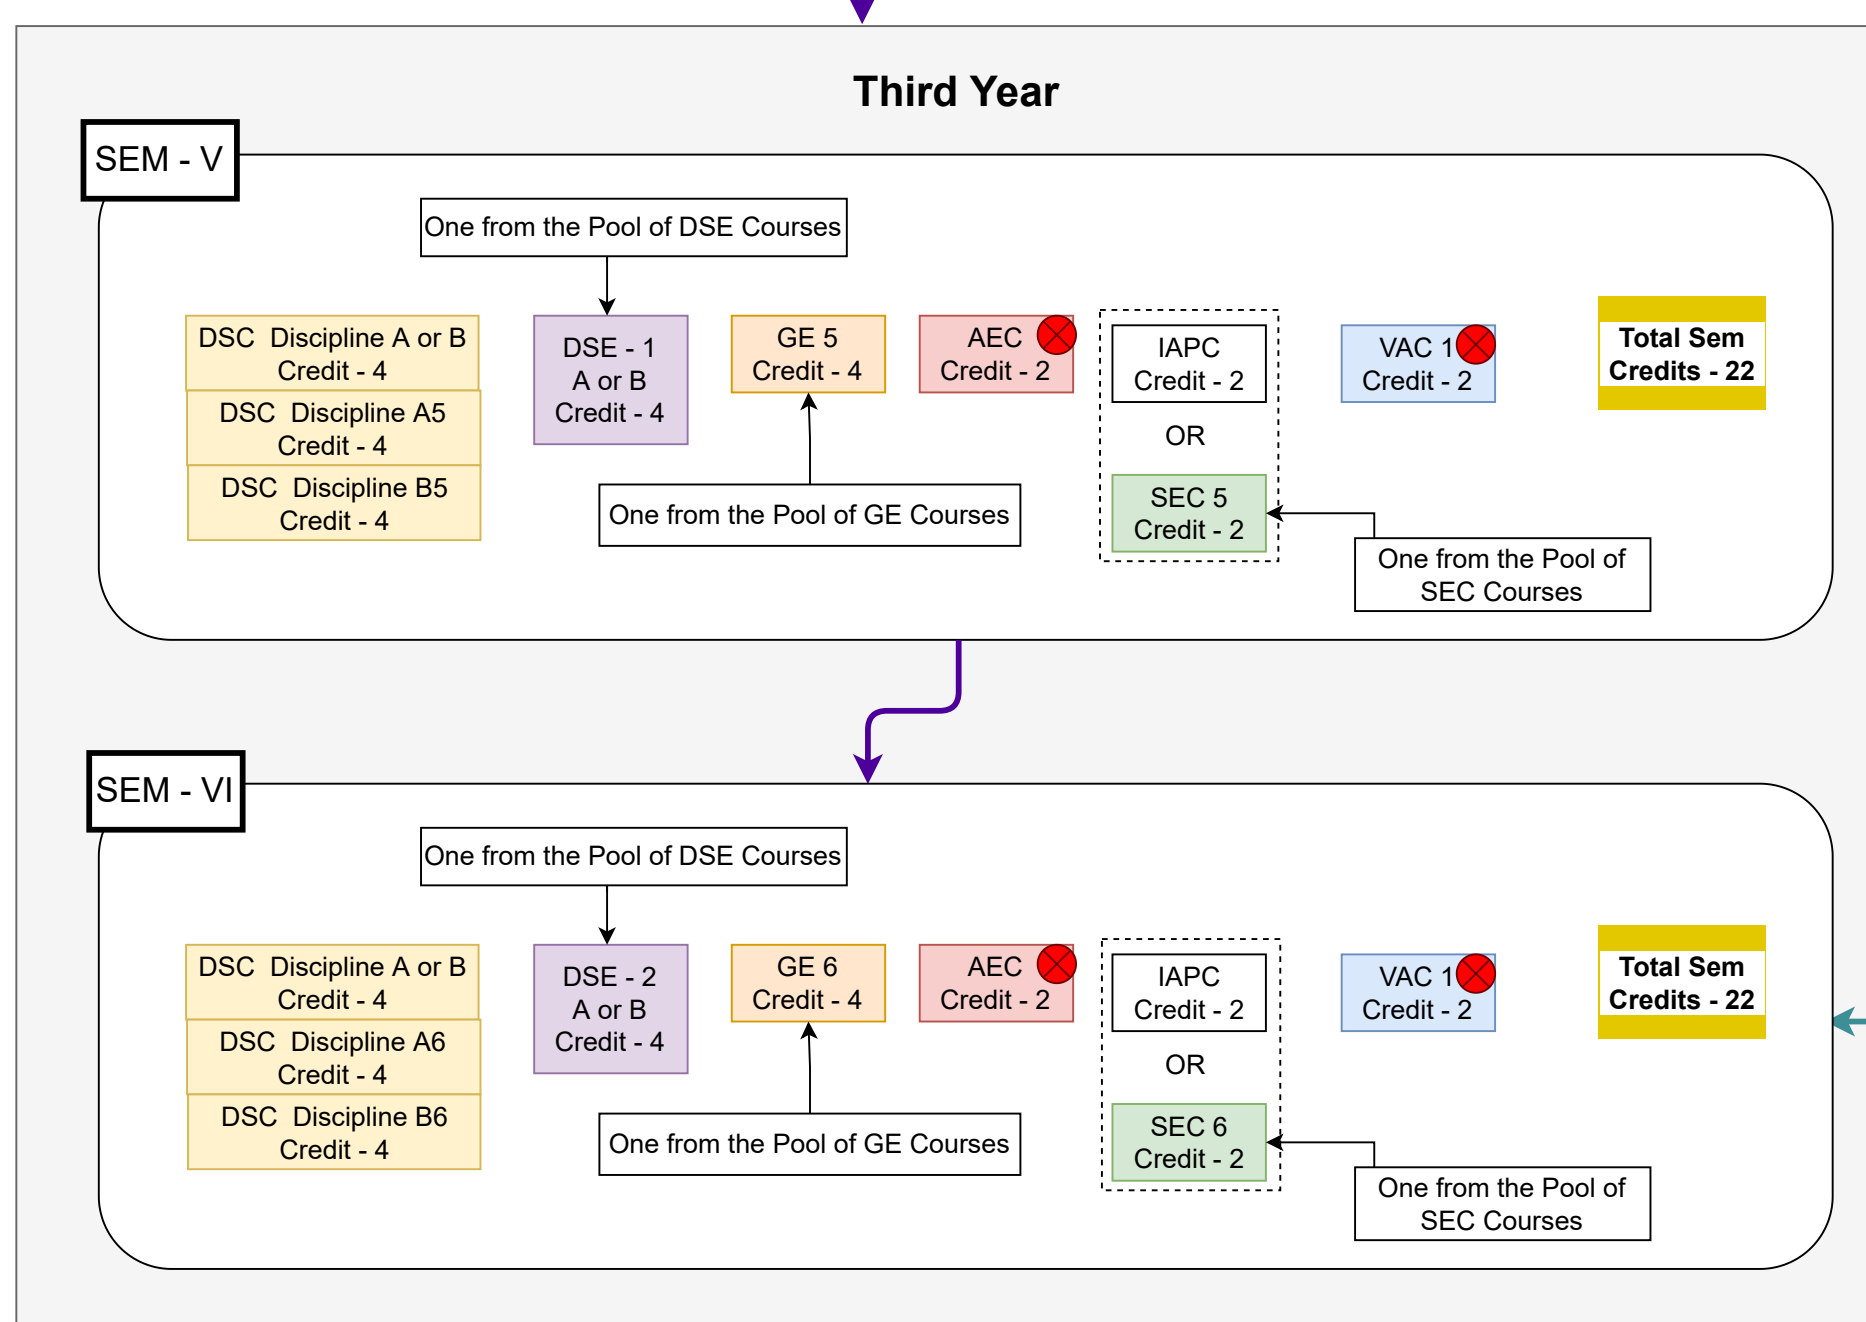 Third Year
SEM - V
One from the Pool of DSE Courses
DSC  Discipline A or B
Credit - 4
DSC  Discipline A5
Credit - 4
DSC  Discipline B5
Credit - 4
DSE - 1
A or B
Credit - 4
GE 5
Credit - 4
One from the Pool of GE Courses
AEC
Credit - 2
IAPC
Credit - 2
OR
SEC 5
Credit - 2
One from the Pool of
SEC Courses
VAC 1
Credit - 2
Total Sem
Credits - 22
SEM - VI
One from the Pool of DSE Courses
DSC  Discipline A or B
Credit - 4
DSC  Discipline A6
Credit - 4
DSC  Discipline B6
Credit - 4
DSE - 2
A or B
Credit - 4
GE 6
Credit - 4
One from the Pool of GE Courses
AEC
Credit - 2
IAPC
Credit - 2
OR
SEC 6
Credit - 2
One from the Pool of
SEC Courses
VAC 1
Credit - 2
Total Sem
Credits - 22